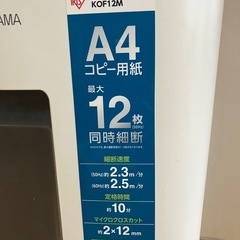 KOF12M
AMA
A4
コピー用紙
最大
12枚
(50Hz)
同時細断
細断速度
(50Hz) 2.3m/分
(60Hz) 2.5m/分
定格時間
約10分
マイクロクロスカット
約2×12mm